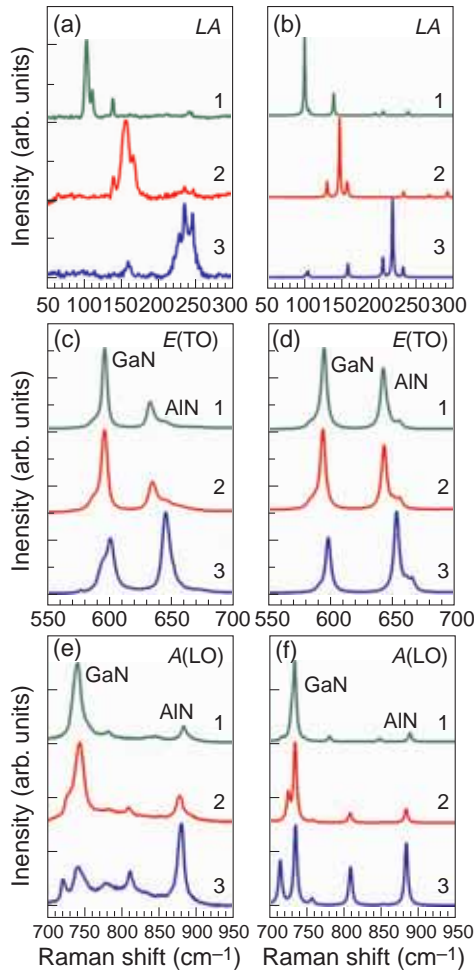 (a) LA (b) LA
1 1
2 2
3 3
Inensity (arb. units)
50 100 150 200 250 300 50 100 150 200 250 300
(c) E(TO) (d) E(TO)
GaN GaN
AlN AlN
1 1
2 2
3 3
Inensity (arb. units)
550 600 650 700 550 600 650 700
(e) A(LO) (f) A(LO)
GaN GaN
AlN 1 AlN 1
2 2
3 3
Inensity (arb. units)
700 750 800 850 900 950 700 750 800 850 900 950
Raman shift (cm–1) Raman shift (cm–1)